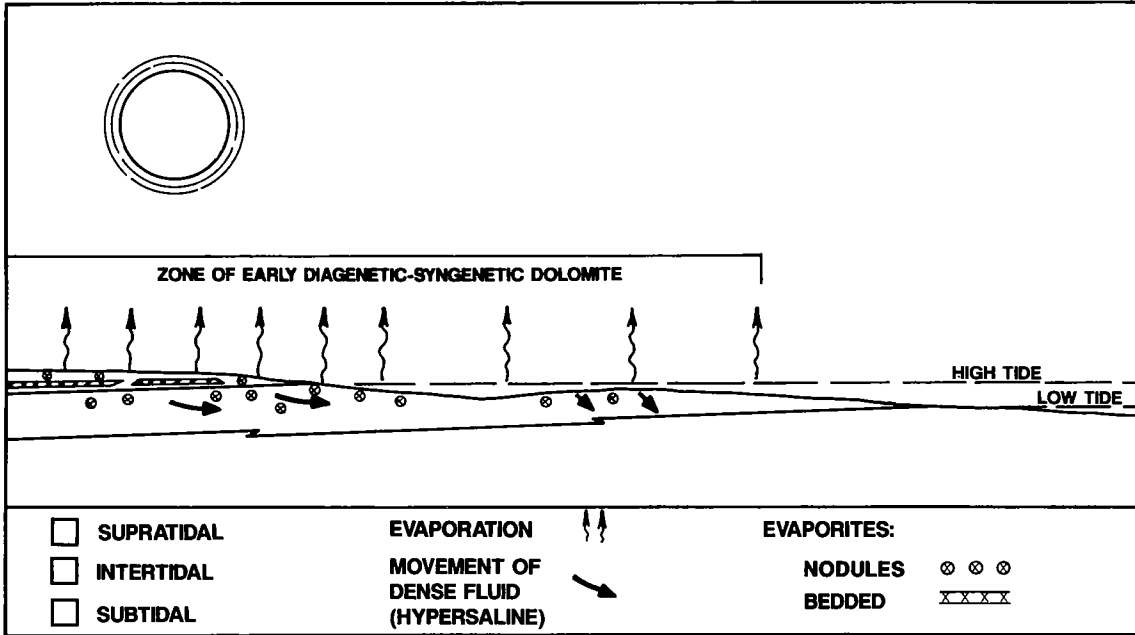 ZONE OF EARLY DIAGENETIC-SYNGENETIC DOLOMITE
HIGH TIDE
LOW TIDE
SUPRATIDAL
INTERTIDAL
SUBTIDAL
EVAPORATION
MOVEMENT OF
DENSE FLUID
(HYPERSALINE)
EVAPORITES:
NODULES
BEDDED